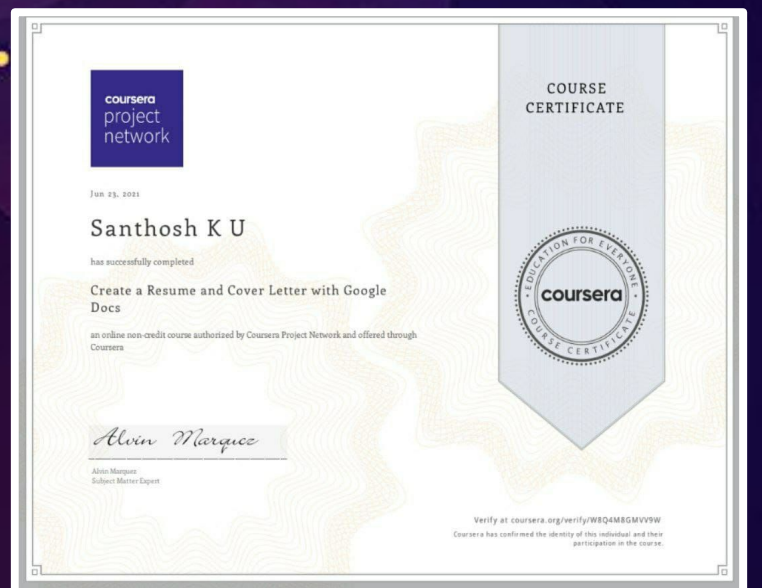 coursera
project
network
Jun 23, 2021
Santhosh K U
has successfully completed
Create a Resume and Cover Letter with Google
Docs
an online non-credit course authorized by Coursera Project Network and offered through
Coursera
Alvin Marquez
Alvin Marquez
Subject Matter Expert
COURSE
CERTIFICATE
EDUCATION FOR EVERYONE
coursera
COURSE CERTIFICATE
Verify at coursera.org/verify/W8Q4M8GMVV9W
Coursera has confirmed the identity of this individual and their
participation in the course.